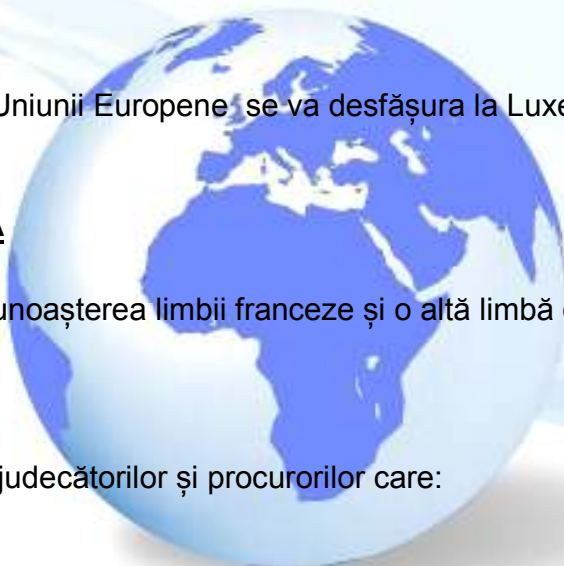 Uniunii Europene se va desfășura la Luxe
A
unoașterea limbii franceze și o altă limbă
judecătorilor și procurorilor care: